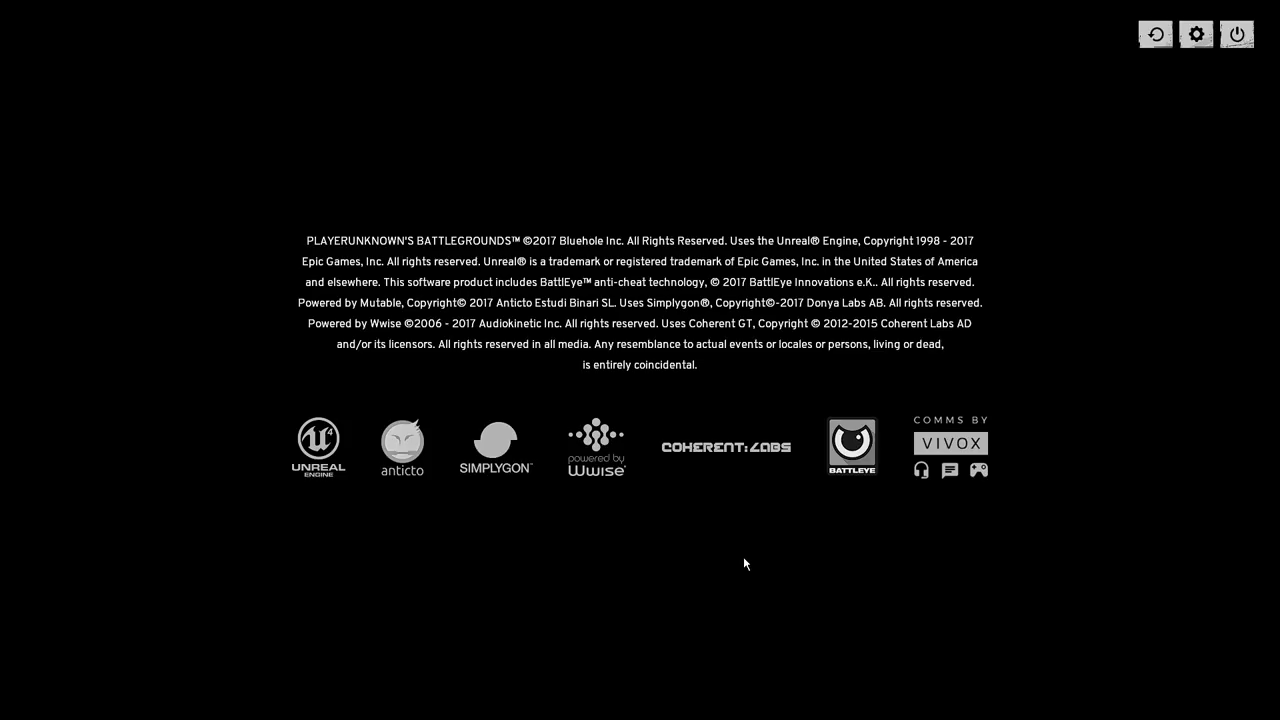 PLAYERUNKNOWN'S BATTLEGROUNDS™ ©2017 Bluehole Inc. All Rights Reserved. Uses the Unreal® Engine, Copyright 1998 - 2017
Epic Games, Inc. All rights reserved. Unreal® is a trademark or registered trademark of Epic Games, Inc. in the United States of America
and elsewhere. This software product includes BattlEye™ anti-cheat technology, © 2017 BattlEye Innovations e.K.. All rights reserved.
Powered by Mutable, Copyright© 2017 Anticto Estudi Binari SL. Uses Simplygon®, Copyright©-2017 Donya Labs AB. All rights reserved.
Powered by Wwise ©2006 - 2017 Audiokinetic Inc. All rights reserved. Uses Coherent GT, Copyright © 2012-2015 Coherent Labs AD
and/or its licensors. All rights reserved in all media. Any resemblance to actual events or locales or persons, living or dead,
is entirely coincidental.
4
UNREAL
ENGINE
anticto
SIMPLYGON™
powered by
Wwise®
COHERENT:LABS
BATTLEYE
COMMS BY
VIVOX